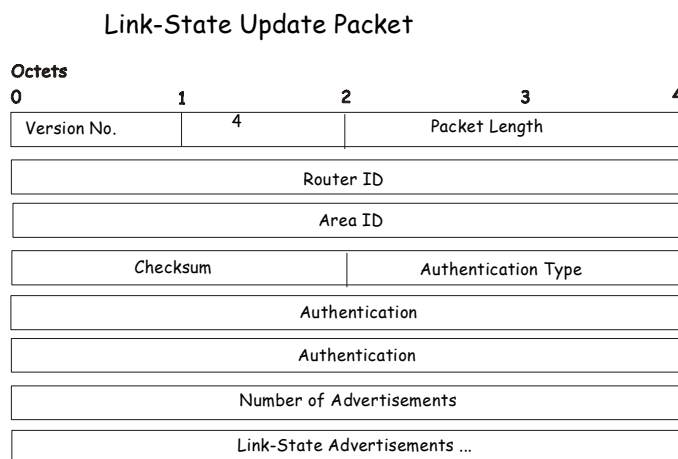 Link-State Update Packet
Octets
0 1 2 3 4
Version No. 4 Packet Length
Router ID
Area ID
Checksum Authentication Type
Authentication
Authentication
Number of Advertisements
Link-State Advertisements ...